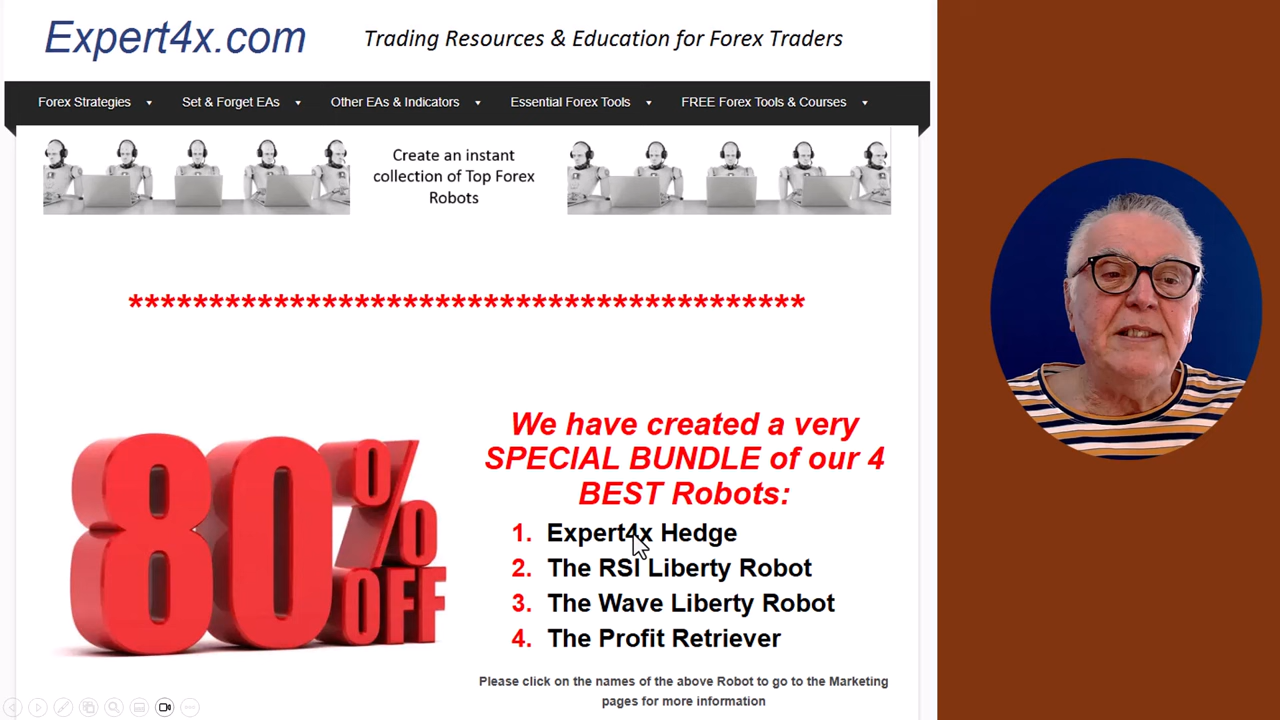 Expert4x.com
Trading Resources & Education for Forex Traders
Forex Strategies
Set & Forget EAs
Other EAs & Indicators
Essential Forex Tools
FREE Forex Tools & Courses
Create an instant
collection of Top Forex
Robots
******************************************
80% OFF
We have created a very
SPECIAL BUNDLE of our 4
BEST Robots:
1. Expert4x Hedge
2. The RSI Liberty Robot
3. The Wave Liberty Robot
4. The Profit Retriever
Please click on the names of the above Robot to go to the Marketing
pages for more information